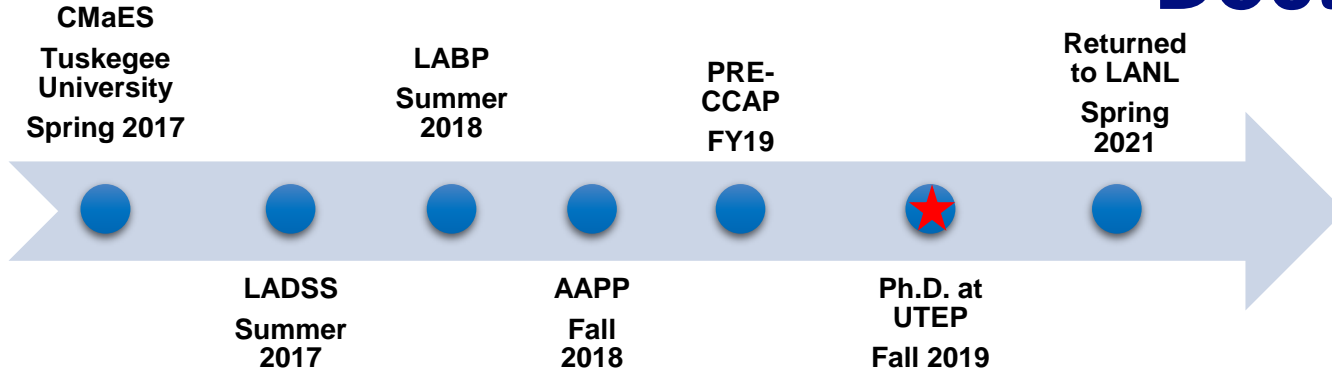 CMaES
Tuskegee
University
Spring 2017
LADSS
Summer
2017
LABP
Summer
2018
AAPP
Fall
2018
PRE-
CCAP
FY19
Ph.D. at
UTEP
Fall 2019
Returned
to LANL
Spring
2021